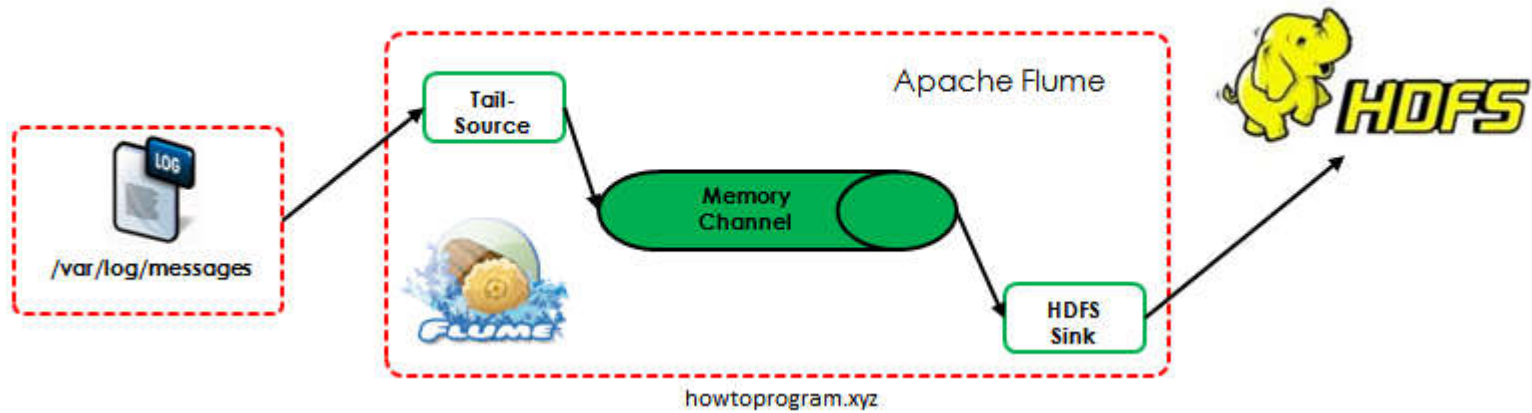 LOG
/var/log/messages
Tail-
Source
Apache Flume
Memory
Channel
FLUME
HDFS
Sink
HDFS
howtoprogram.xyz